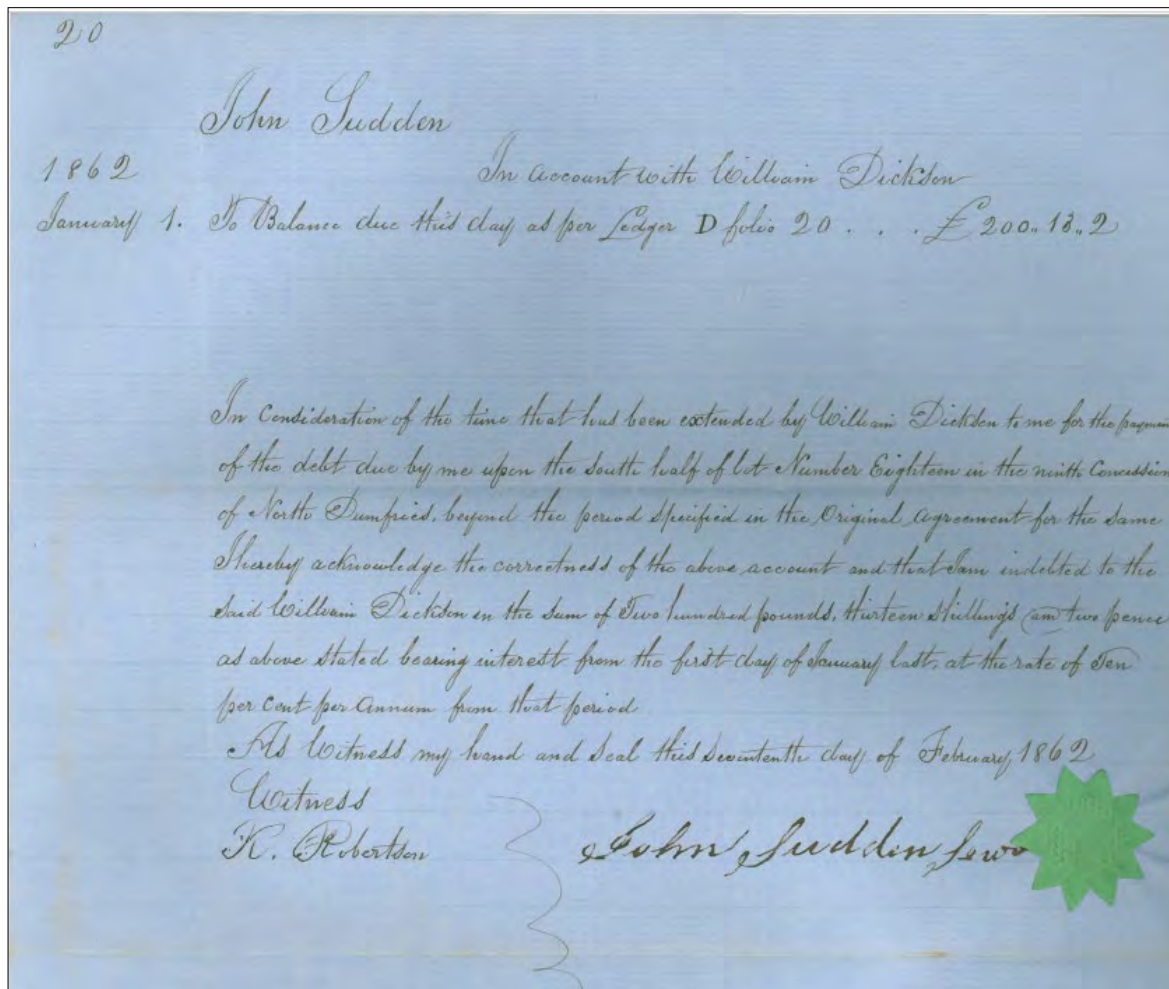 20
John Sudden
1862 In account with William Dickson
January 1. To Balance due this day as per Ledger D folio 20 . . . £ 200.. 13.. 2
In Consideration of the time that has been extended by William Dickson to me for the paymen
of the debt due by me upon the South half of lot Number Eighteen in the ninth Concession
of North Dumfries, beyond the period specified in the Original Agreement for the same
I hereby acknowledge the correctness of the above account and that I am indebted to the
Said William Dickson in the Sum of Two hundred pounds, thirteen Shillings and two pence
as above stated bearing interest from the first day of January last, at the rate of Ten
per Cent per Annum from that period
As Witness my hand and Seal this Seventeenth day of February 1862
Witness
K. Robertson John Sudden